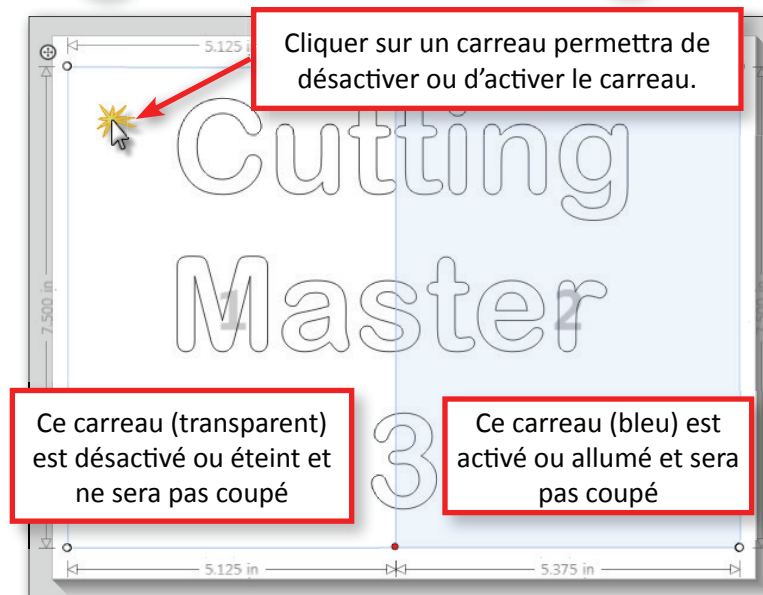 5.125 i
Cliquer sur un carreau permettra de
désactiver ou d’activer le carreau.
Cutting
Master
1
2
3
7.500 in
Ce carreau (transparent)
est désactivé ou éteint et
ne sera pas coupé
Ce carreau (bleu) est
activé ou allumé et sera
pas coupé
5.125 in
5.375 in